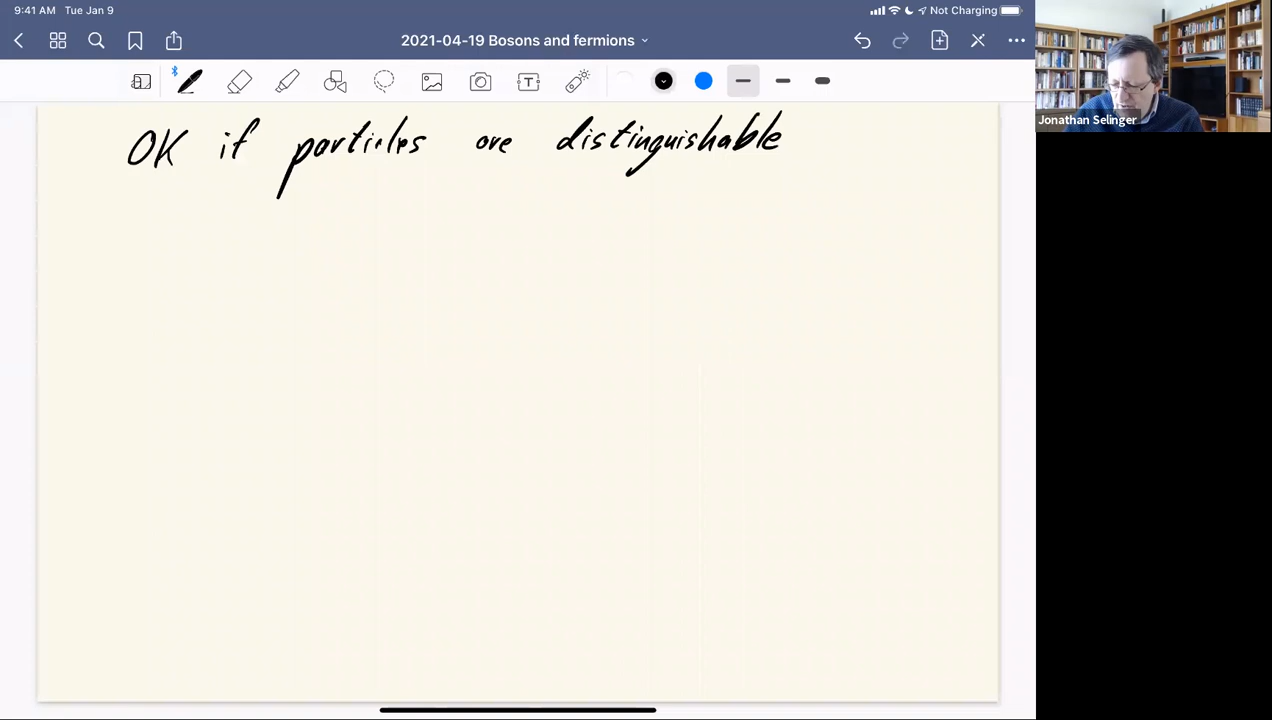 9:41 AM Tue Jan 9
Not Charging
2021-04-19 Bosons and fermions
T
Jonathan Selinger
OK if particles are distinguishable